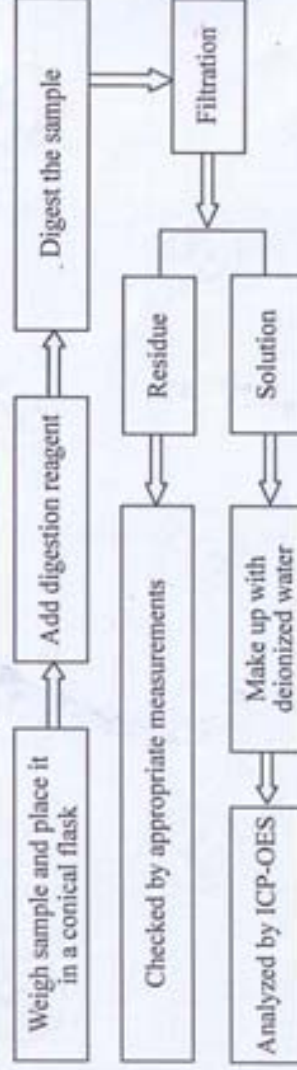 Weigh sample and place it
in a conical flask
Add digestion reagent
Digest the sample
Filtration
Residue
Checked by appropriate measurements
Solution
Make up with
deionized water
Analyzed by ICP-OES